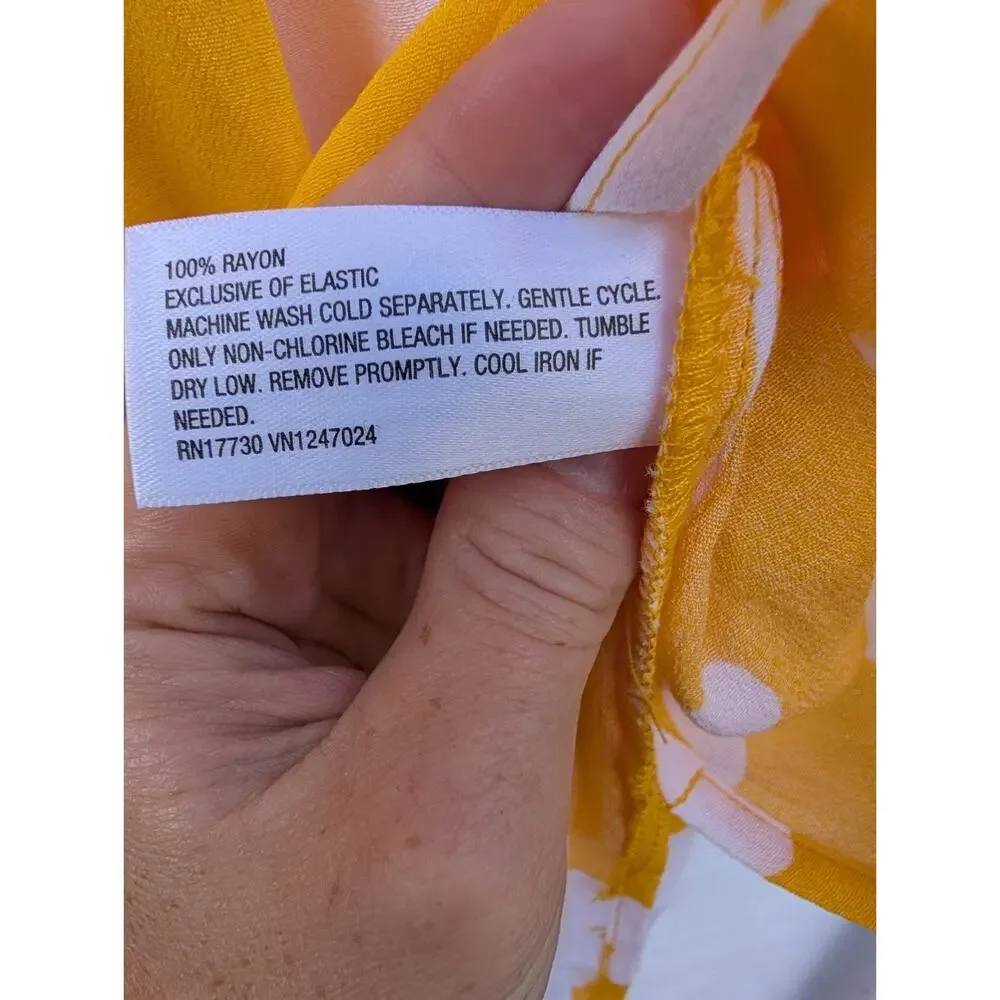 100% RAYON
EXCLUSIVE OF ELASTIC
MACHINE WASH COLD SEPARATELY. GENTLE CYCLE.
ONLY NON-CHLORINE BLEACH IF NEEDED. TUMBLE
DRY LOW. REMOVE PROMPTLY. COOL IRON IF
NEEDED.
RN17730 VN1247024